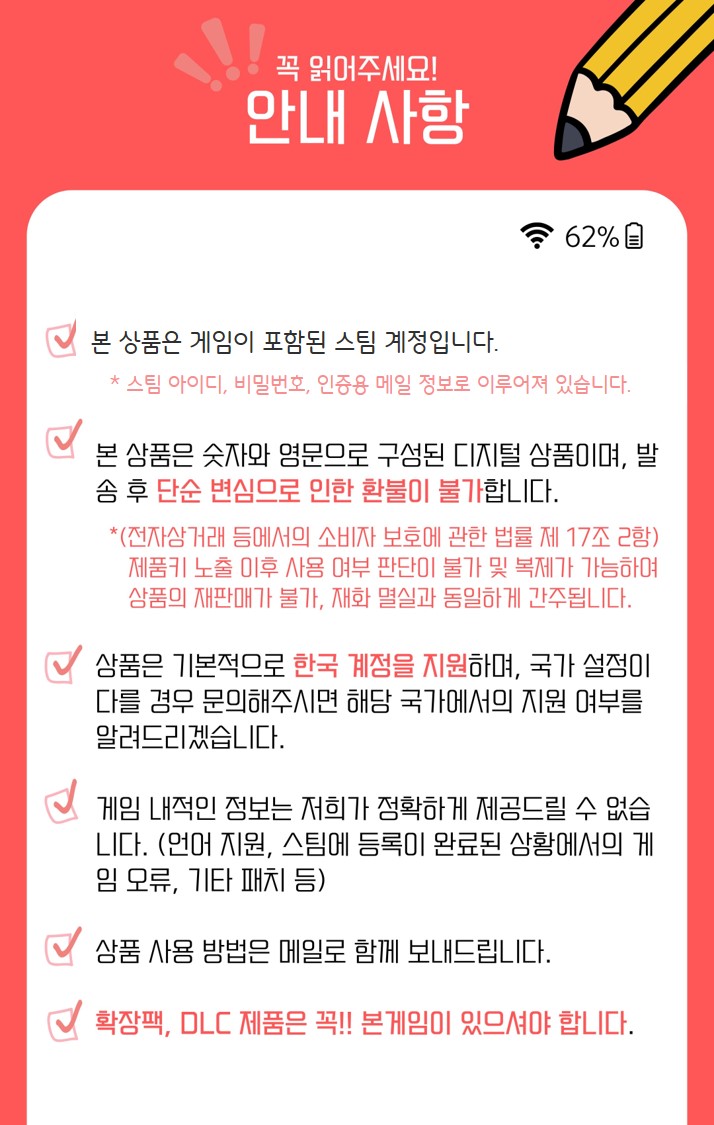 꼭 읽어주세요!
안내 사항
62%
본 상품은 게임이 포함된 스팀 계정입니다.
* 스팀 아이디, 비밀번호, 인증용 메일 정보로 이루어져 있습니다.
본 상품은 숫자와 영문으로 구성된 디지털 상품이며, 발
송 후 단순 변심으로 인한 환불이 불가합니다.
*(전자상거래 등에서의 소비자 보호에 관한 법률 제 17조 2항)
제품키 노출 이후 사용 여부 판단이 불가 및 복제가 가능하여
상품의 재판매가 불가, 재화 멸실과 동일하게 간주됩니다.
상품은 기본적으로 한국 계정을 지원하며, 국가 설정이
다를 경우 문의해주시면 해당 국가에서의 지원 여부를
알려드리겠습니다.
게임 내적인 정보는 저희가 정확하게 제공드릴 수 없습
니다. (언어 지원, 스팀에 등록이 완료된 상황에서의 게
임 오류, 기타 패치 등)
상품 사용 방법은 메일로 함께 보내드립니다.
확장팩, DLC 제품은 꼭!! 본게임이 있으셔야 합니다.